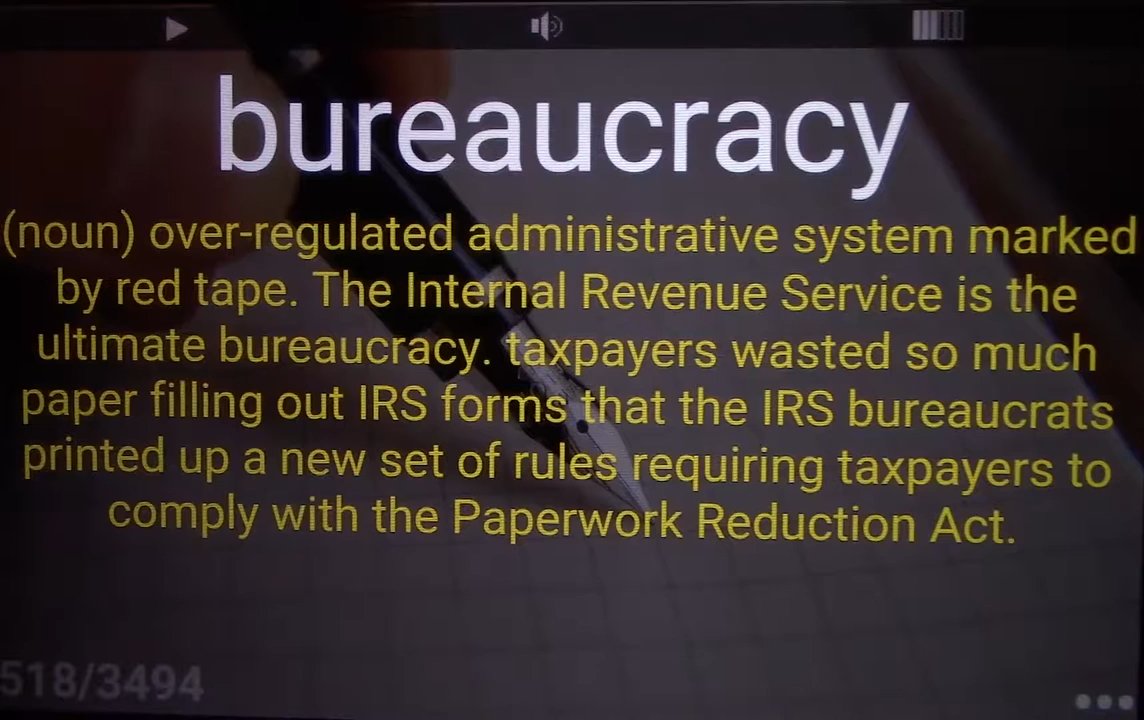 bureaucracy
(noun) over-regulated administrative system marked
by red tape. The Internal Revenue Service is the
ultimate bureaucracy. taxpayers wasted so much
paper filling out IRS forms that the IRS bureaucrats
printed up a new set of rules requiring taxpayers to
comply with the Paperwork Reduction Act.
518/3494